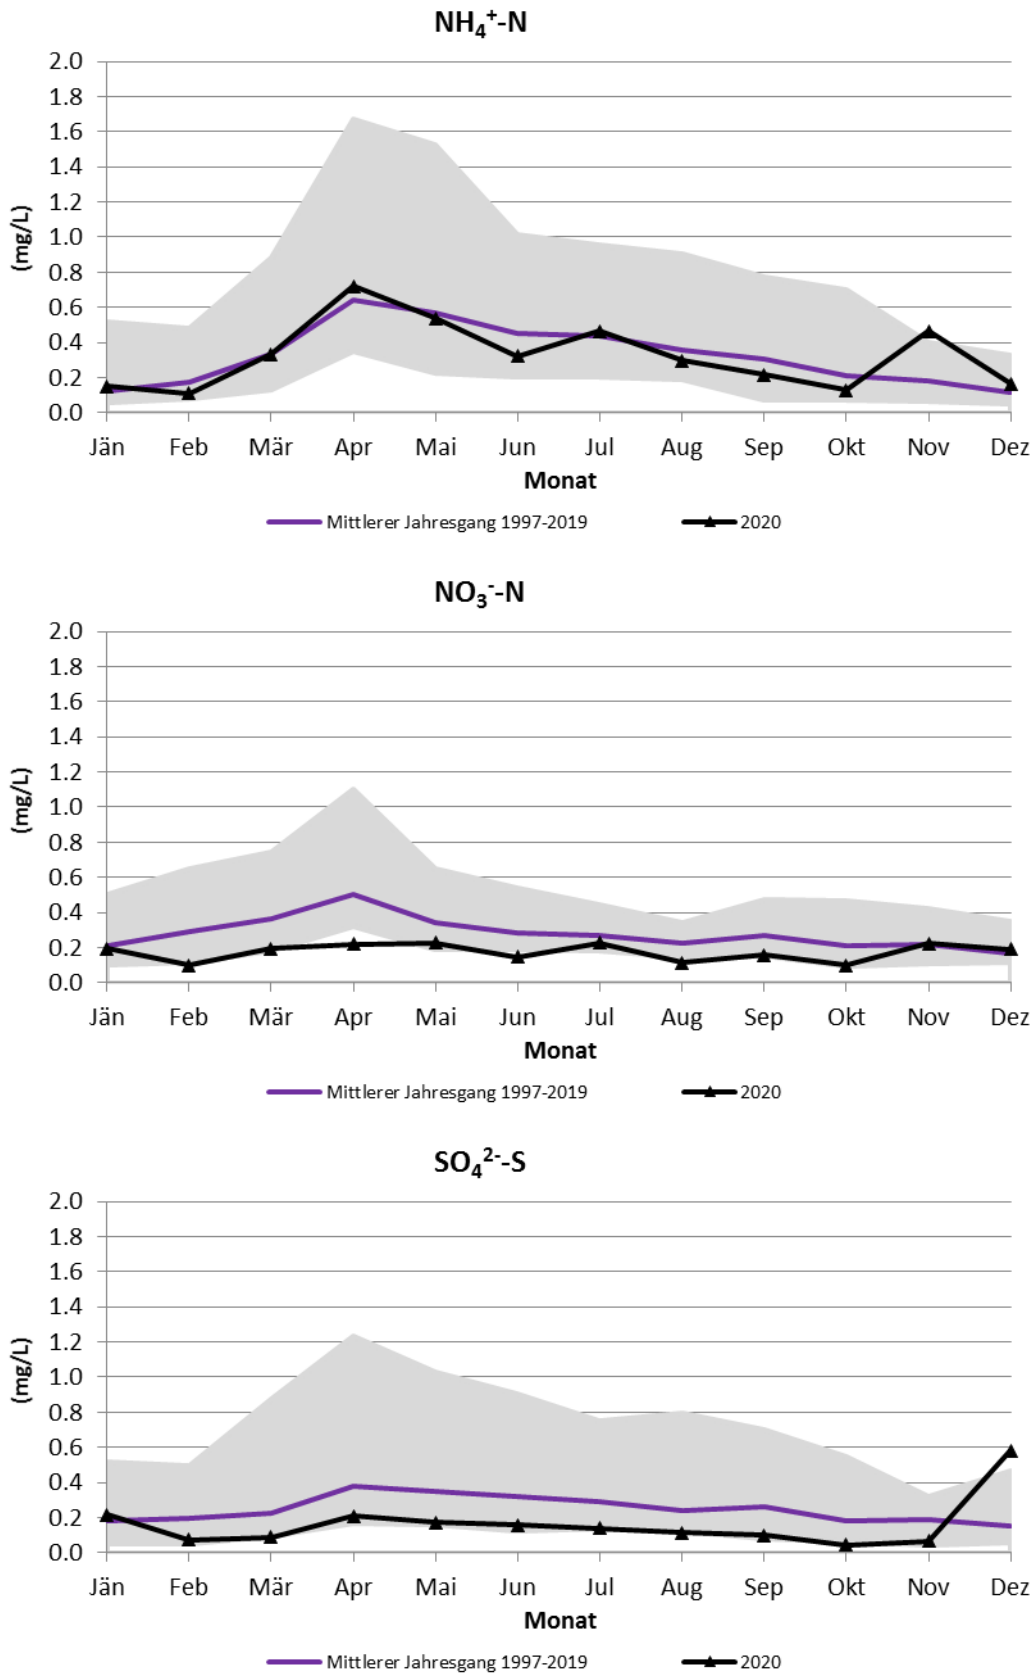 NH₄⁺-N
2.0
1.8
1.6
1.4
1.2
1.0
0.8
0.6
0.4
0.2
0.0
(mg/L)
Jän Feb Mär Apr Mai Jun Jul Aug Sep Okt Nov Dez
Monat
Mittlerer Jahresgang 1997-2019 2020
NO₃⁻-N
2.0
1.8
1.6
1.4
1.2
1.0
0.8
0.6
0.4
0.2
0.0
(mg/L)
Jän Feb Mär Apr Mai Jun Jul Aug Sep Okt Nov Dez
Monat
Mittlerer Jahresgang 1997-2019 2020
SO₄²⁻-S
2.0
1.8
1.6
1.4
1.2
1.0
0.8
0.6
0.4
0.2
0.0
(mg/L)
Jän Feb Mär Apr Mai Jun Jul Aug Sep Okt Nov Dez
Monat
Mittlerer Jahresgang 1997-2019 2020